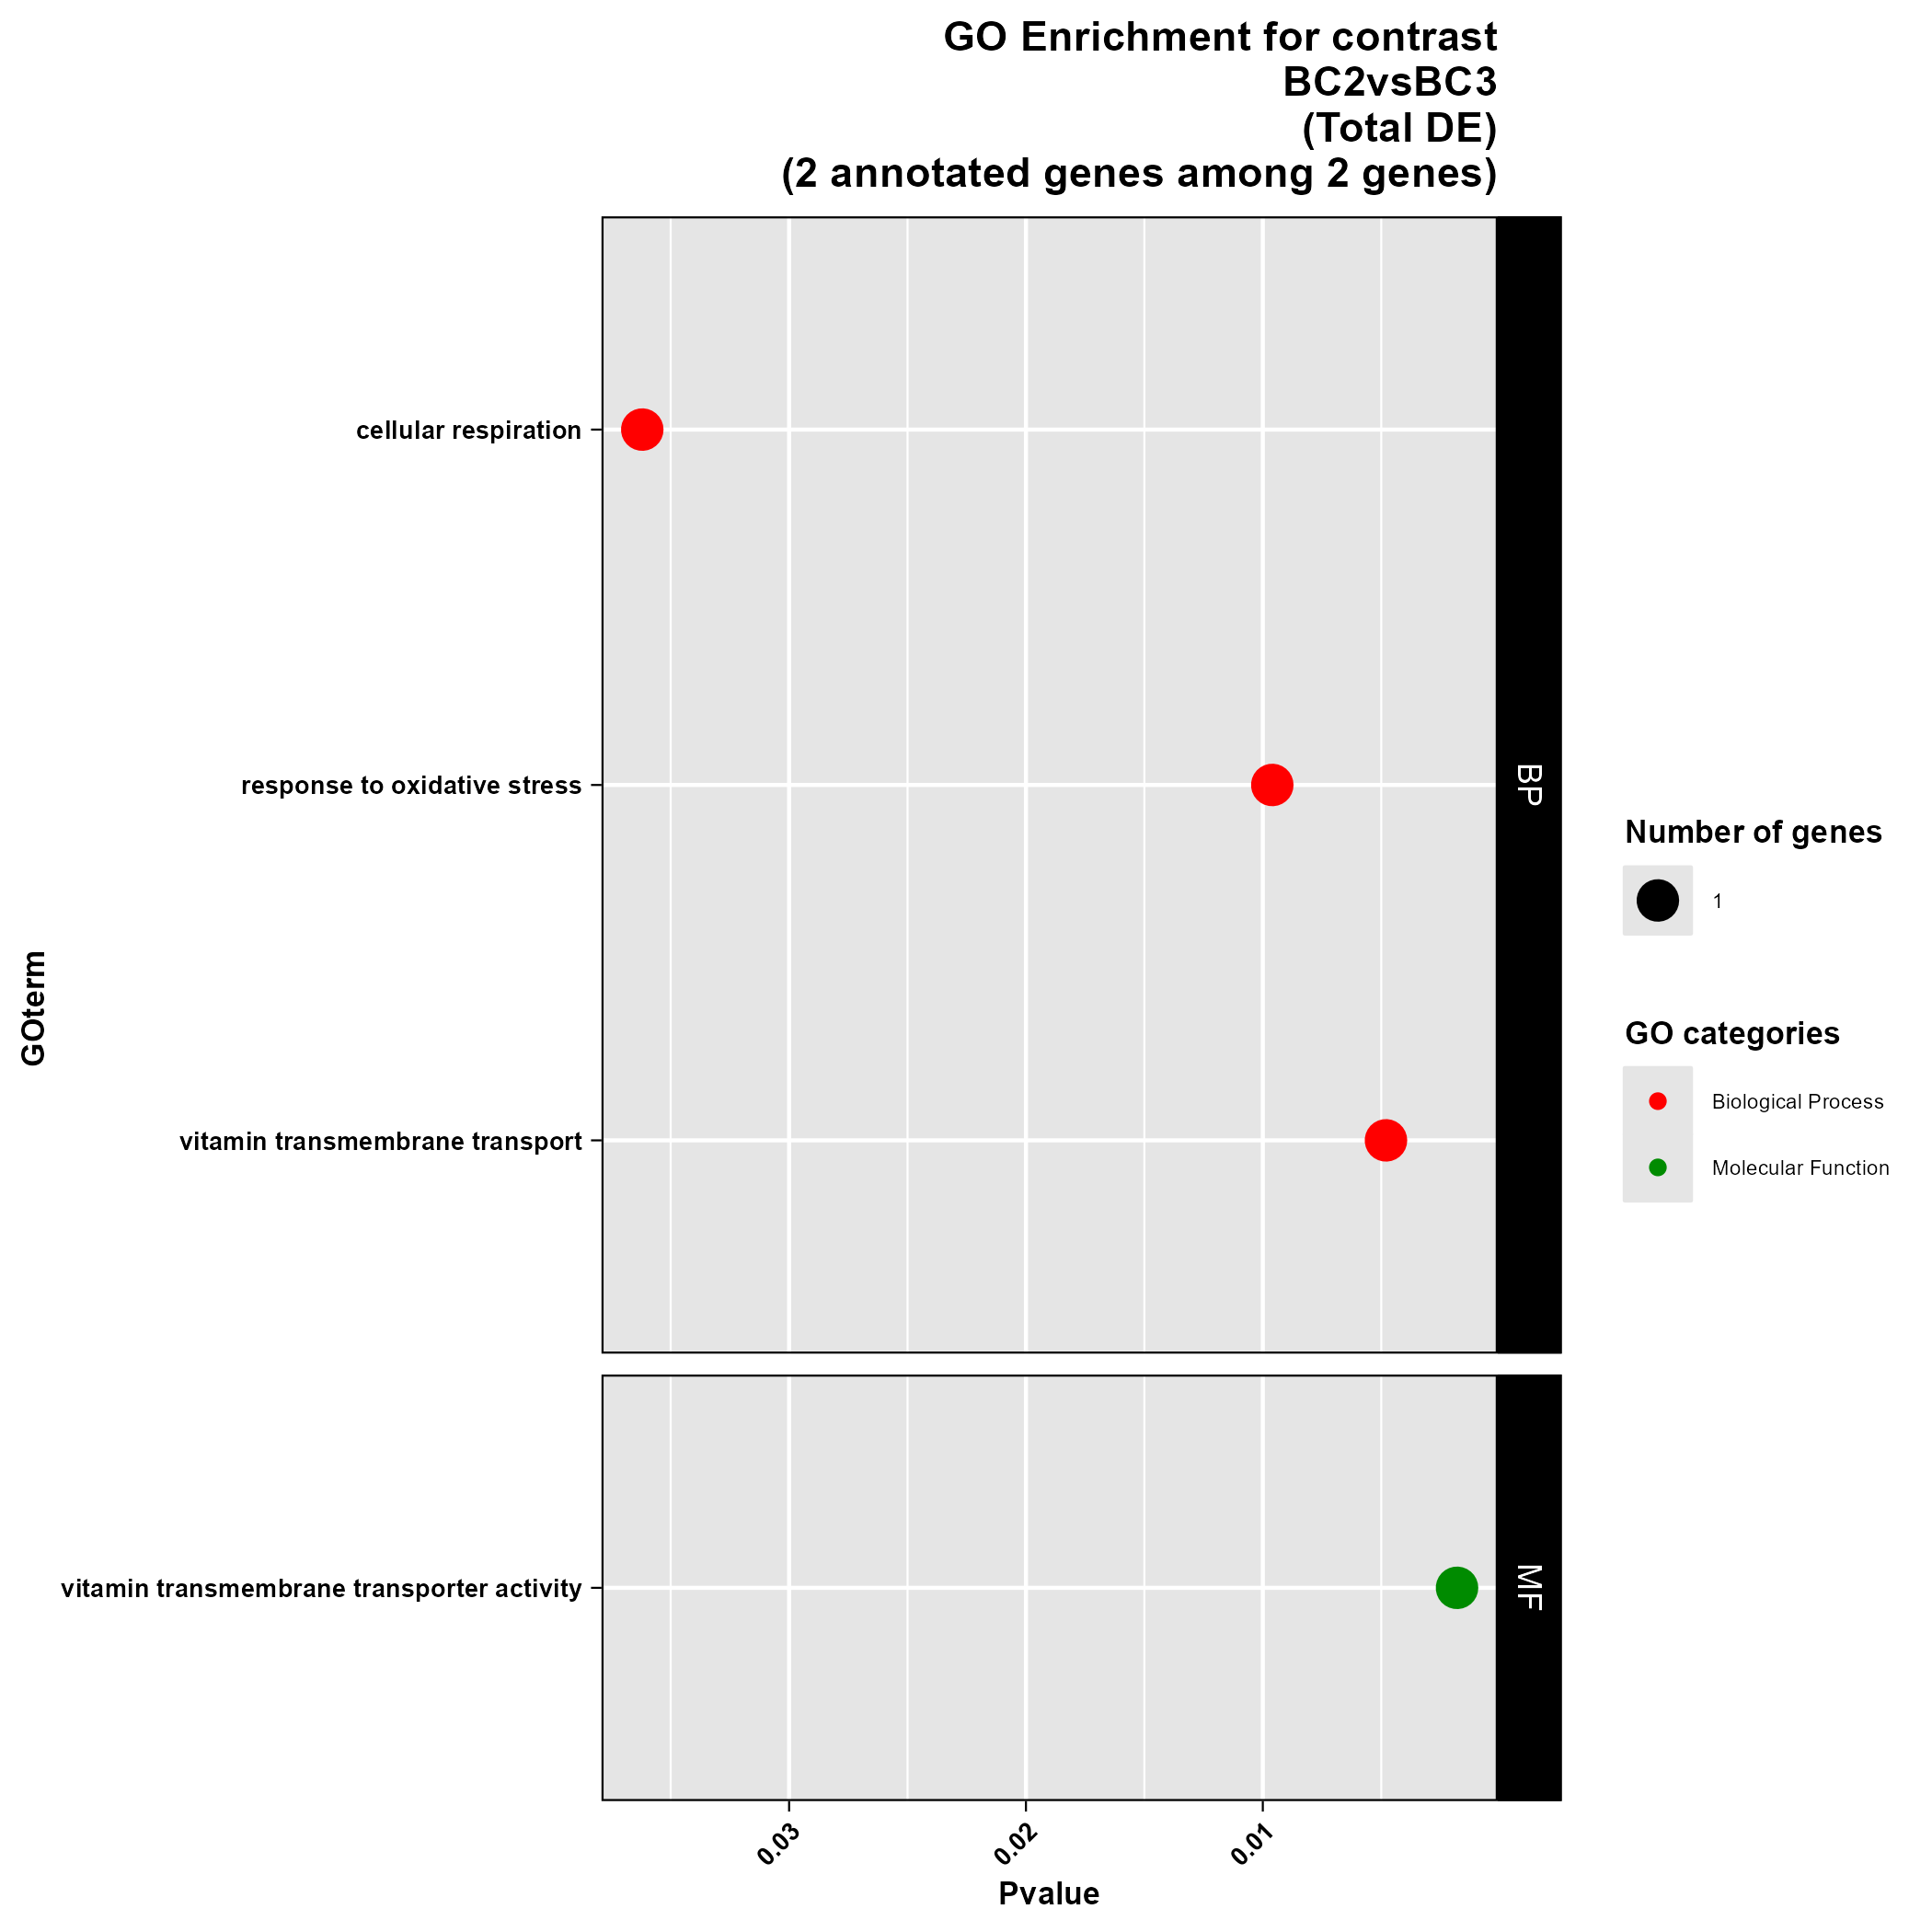 GO Enrichment for contrast
BC2vsBC3
(Total DE)
(2 annotated genes among 2 genes)
GOterm
cellular respiration
response to oxidative stress
vitamin transmembrane transport
BP
vitamin transmembrane transporter activity
MF
0.03
0.02
0.01
Pvalue
Number of genes
1
GO categories
Biological Process
Molecular Function